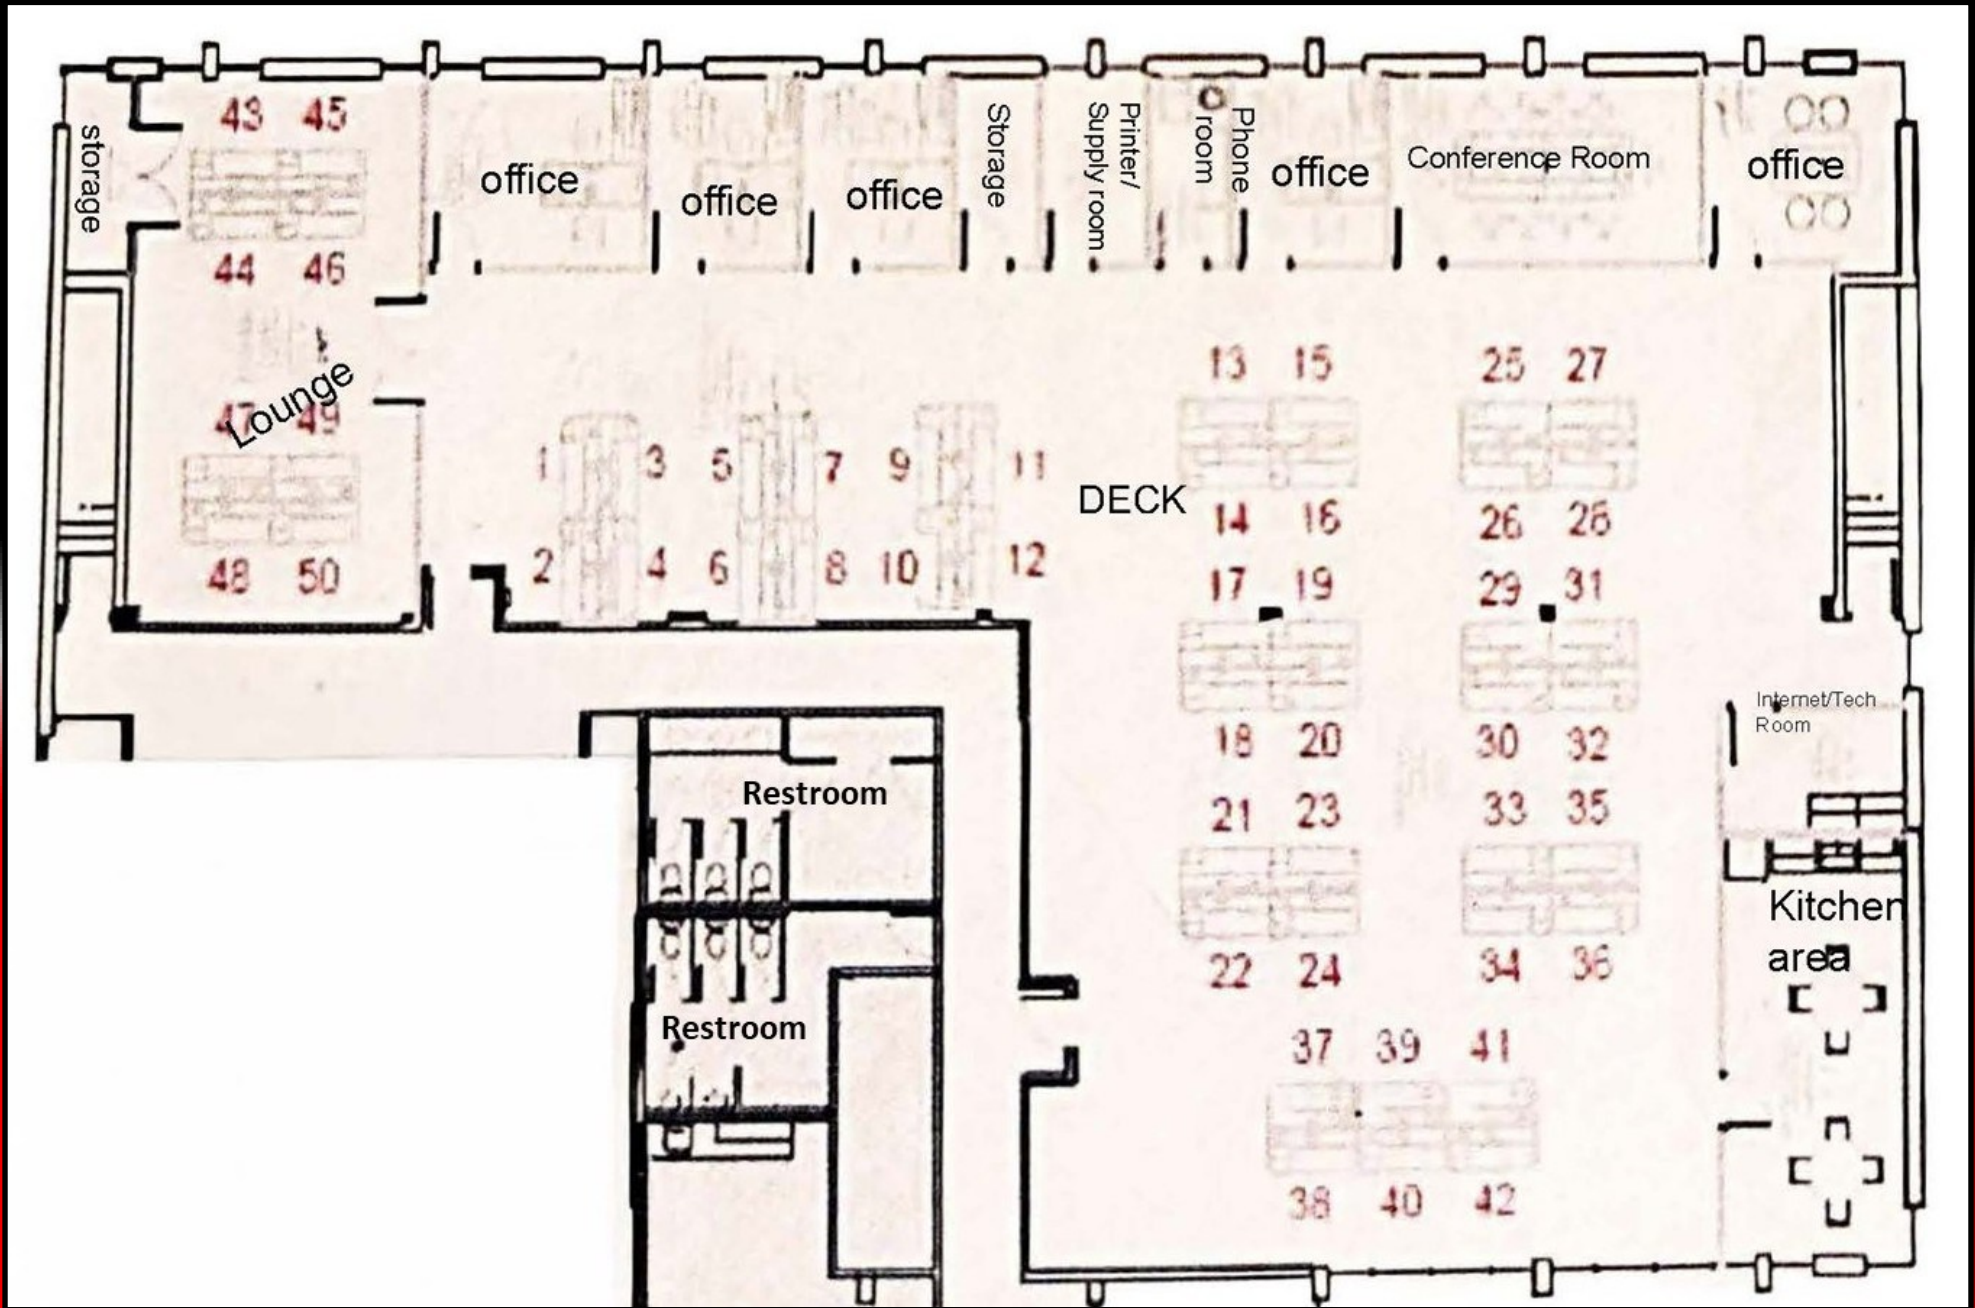 43 45
storage
44 46
47 49
Lounge
48 50
office
office
office
Storage
Printer/
Supply room
Phone
room
office
Conference Room
office
1 3 5 7 9 11
2 4 6 8 10 12
DECK
13 15
14 16
17 19
18 20
21 23
22 24
25 27
26 28
29 31
30 32
33 35
34 36
37 39 41
38 40 42
Internet/Tech
Room
Kitchen
area
Restroom
Restroom